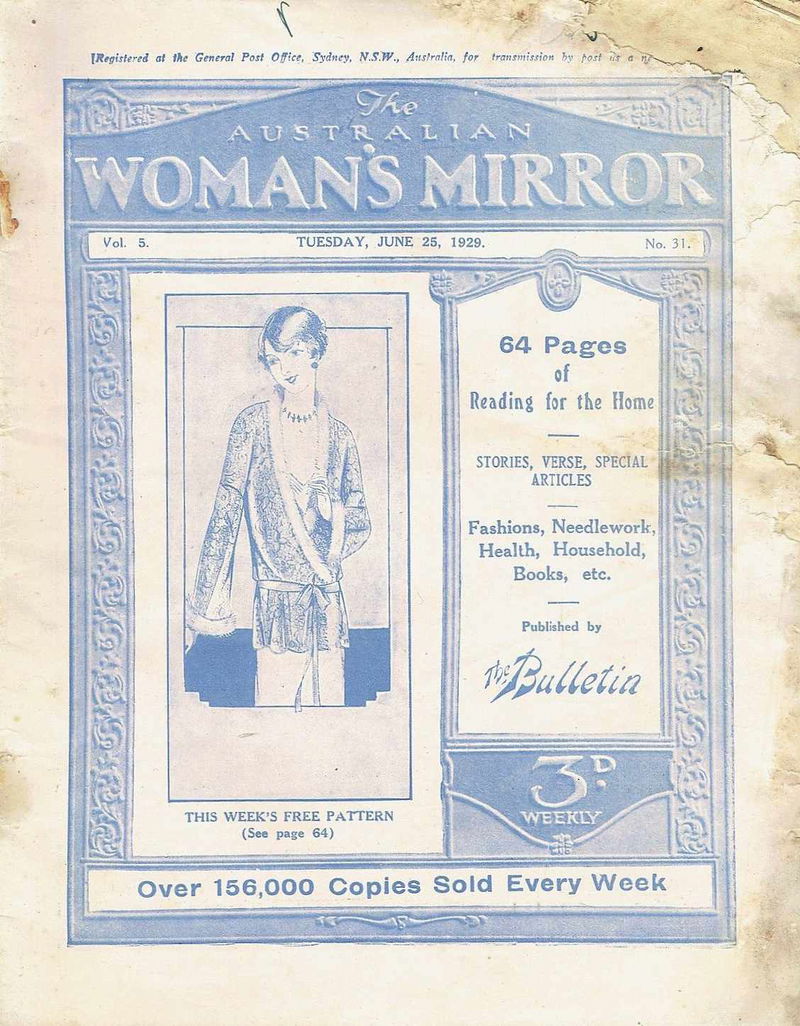 [Registered at the General Post Office, Sydney, N.S.W., Australia, for transmission by post as a
The
AUSTRALIAN
WOMAN'S MIRROR
Vol. 5. TUESDAY, JUNE 25, 1929. No. 31.
64 Pages
of
Reading for the Home
STORIES, VERSE, SPECIAL
ARTICLES
Fashions, Needlework,
Health, Household,
Books, etc.
Published by
The Bulletin
3D
WEEKLY
THIS WEEK'S FREE PATTERN
(See page 64)
Over 156,000 Copies Sold Every Week